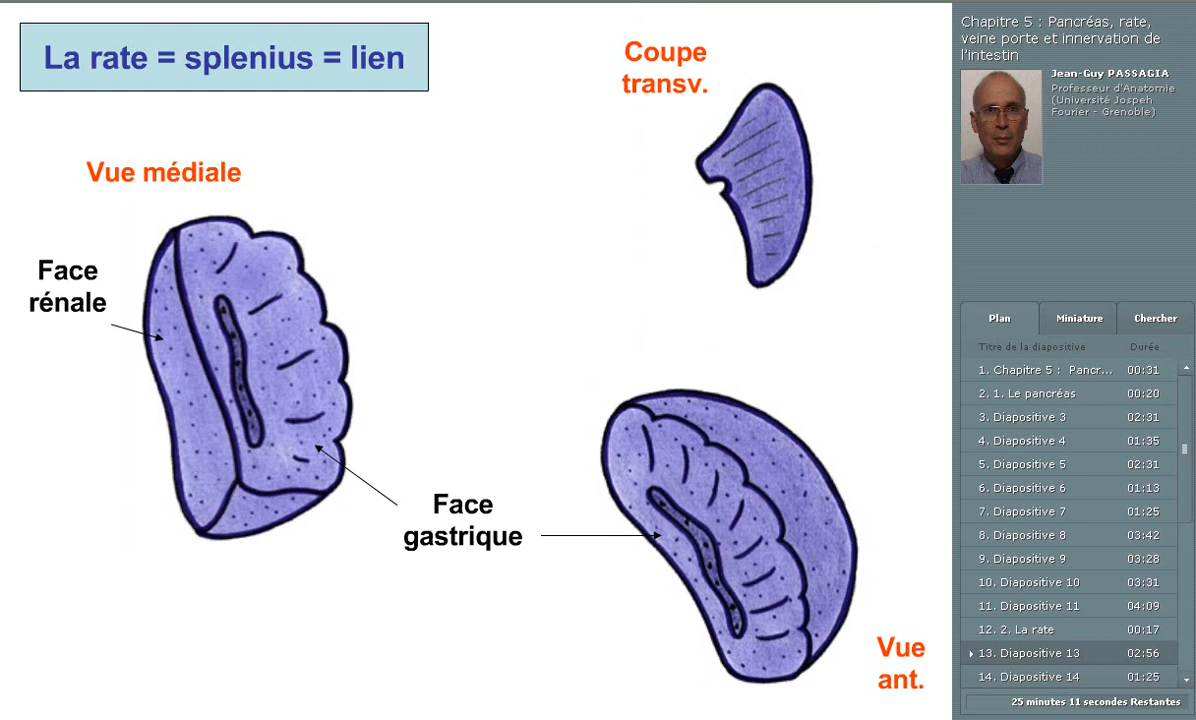 La rate = splenius = lien
Coupe
transv.
Vue médiale
Face
rénale
Face
gastrique
Vue
ant.
Chapitre 5 : Pancréas, rate,
veine porte et innervation de
l'intestin
Jean-Guy PASSAGIA
Professeur d'Anatomie
(Université Jospeh
Fourier - Grenoble)
Plan Miniature Chercher
Titre de la diapositive Durée
1. Chapitre 5 : Pancr... 00:31
2. 1. Le pancréas 00:20
3. Diapositive 3 02:31
4. Diapositive 4 01:35
5. Diapositive 5 02:31
6. Diapositive 6 01:13
7. Diapositive 7 01:25
8. Diapositive 8 03:42
9. Diapositive 9 03:28
10. Diapositive 10 03:31
11. Diapositive 11 04:09
12. 2. La rate 00:17
13. Diapositive 13 02:56
14. Diapositive 14 01:25
25 minutes 11 secondes Restantes